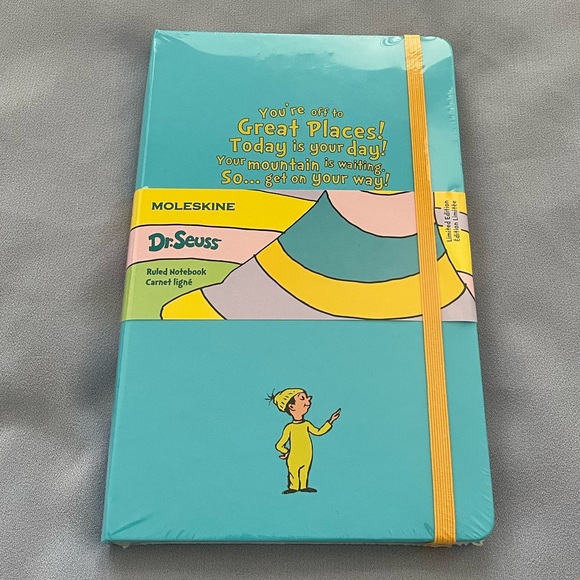 You're off to
Great Places!
Today is your day!
Your mountain is waiting.
So... get on your way!
MOLESKINE
Dr. Seuss
Ruled Notebook
Carnet ligné
Limited Edition
Édition Limitée